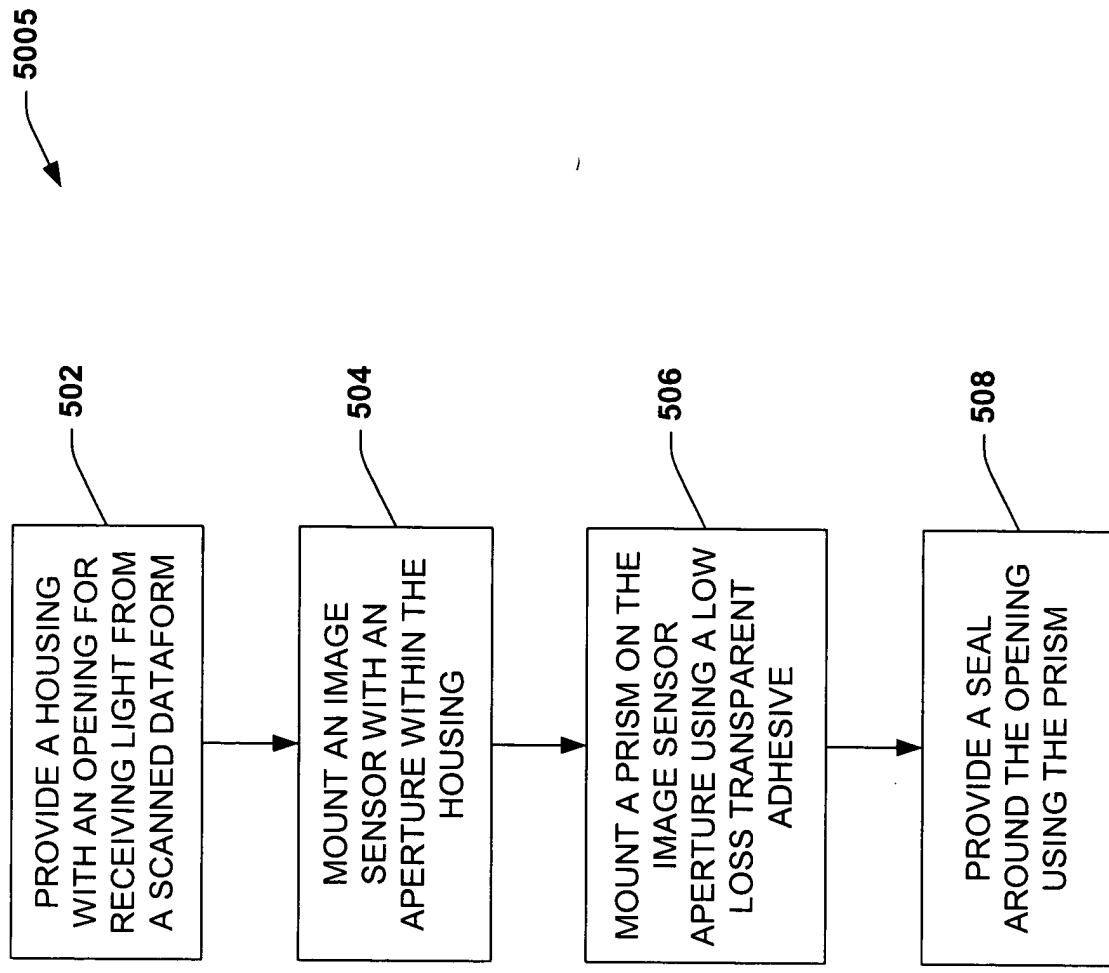 5005
502
PROVIDE A HOUSING
WITH AN OPENING FOR
RECEIVING LIGHT FROM
A SCANNED DATAFORM
504
MOUNT AN IMAGE
SENSOR WITH AN
APERTURE WITHIN THE
HOUSING
506
MOUNT A PRISM ON THE
IMAGE SENSOR
APERTURE USING A LOW
LOSS TRANSPARENT
ADHESIVE
508
PROVIDE A SEAL
AROUND THE OPENING
USING THE PRISM